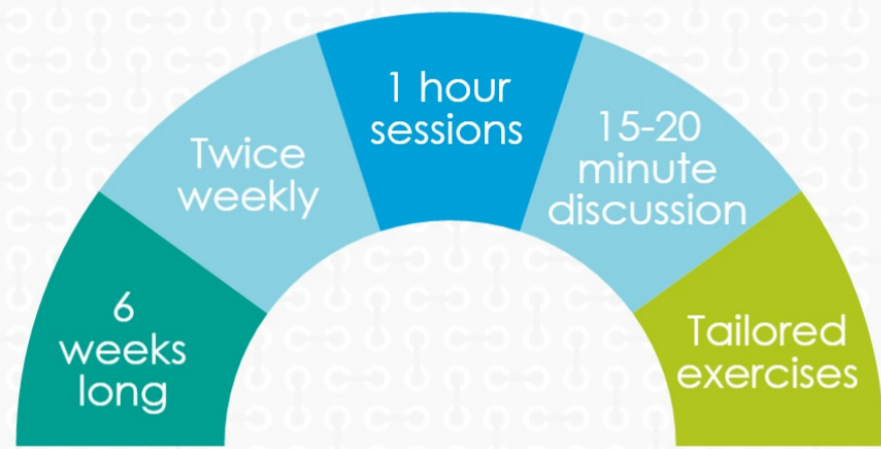 6
weeks
long
Twice
weekly
1 hour
sessions
15-20
minute
discussion
Tailored
exercises